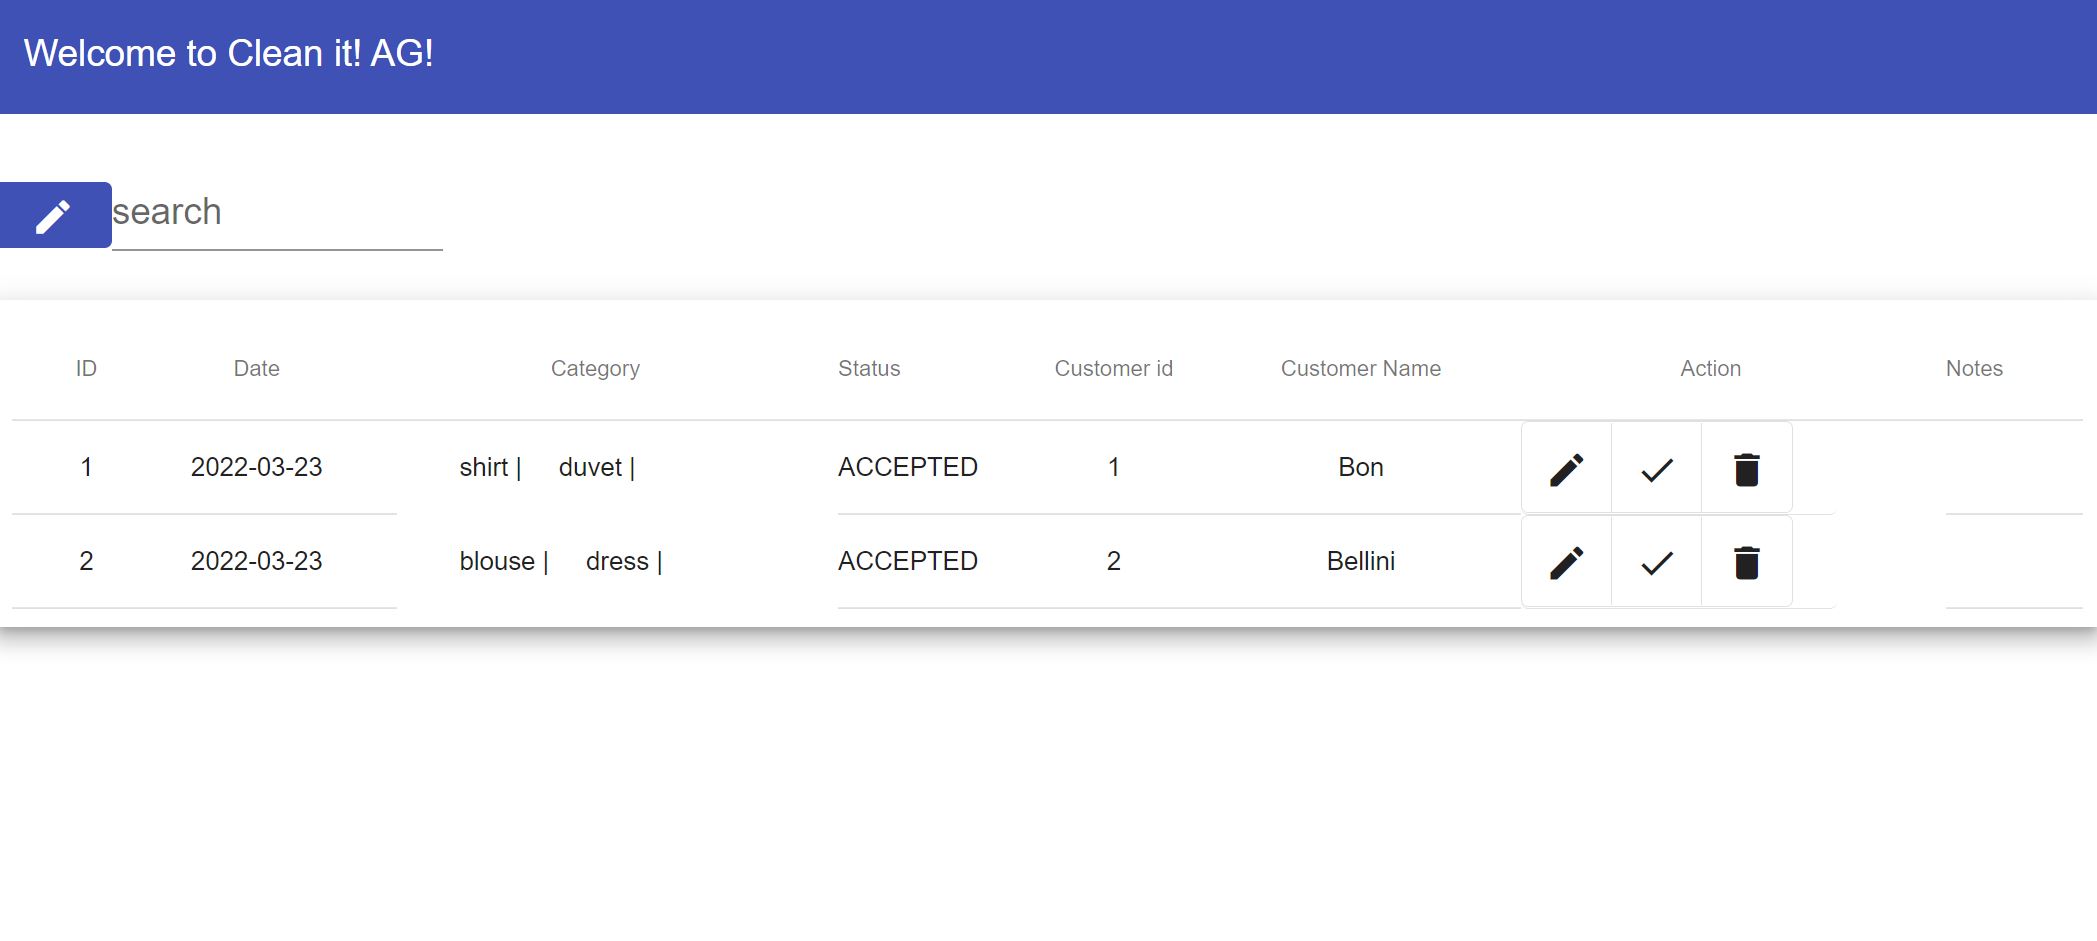 Welcome to Clean it! AG!
search
ID Date Category Status Customer id Customer Name Action Notes
1 2022-03-23 shirt | duvet | ACCEPTED 1 Bon
2 2022-03-23 blouse | dress | ACCEPTED 2 Bellini